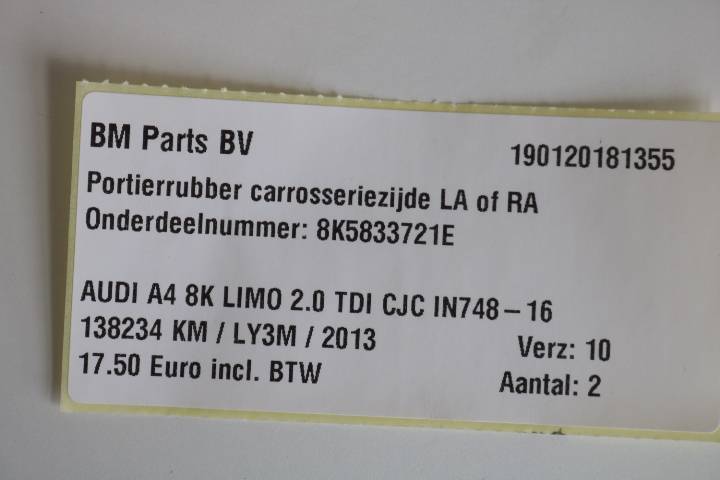 BM Parts BV
190120181355
Portierrubber carrosseriezijde LA of RA
Onderdeelnummer: 8K5833721E
AUDI A4 8K LIMO 2.0 TDI CJC IN748-16
138234 KM / LY3M / 2013
Verz: 10
17.50 Euro incl. BTW
Aantal: 2